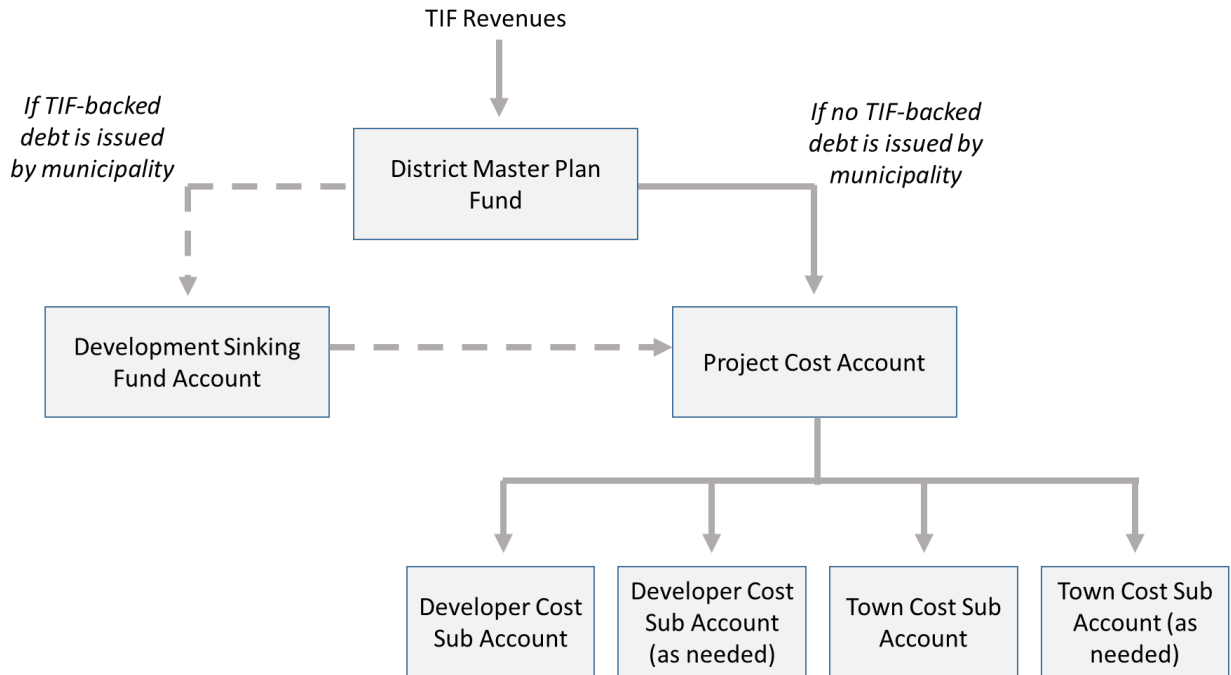 TIF Revenues
If TIF-backed
debt is issued
by municipality
If no TIF-backed
debt is issued by
municipality
District Master Plan
Fund
Development Sinking
Fund Account
Project Cost Account
Developer Cost
Sub Account
Developer Cost
Sub Account
(as needed)
Town Cost Sub
Account
Town Cost Sub
Account (as
needed)